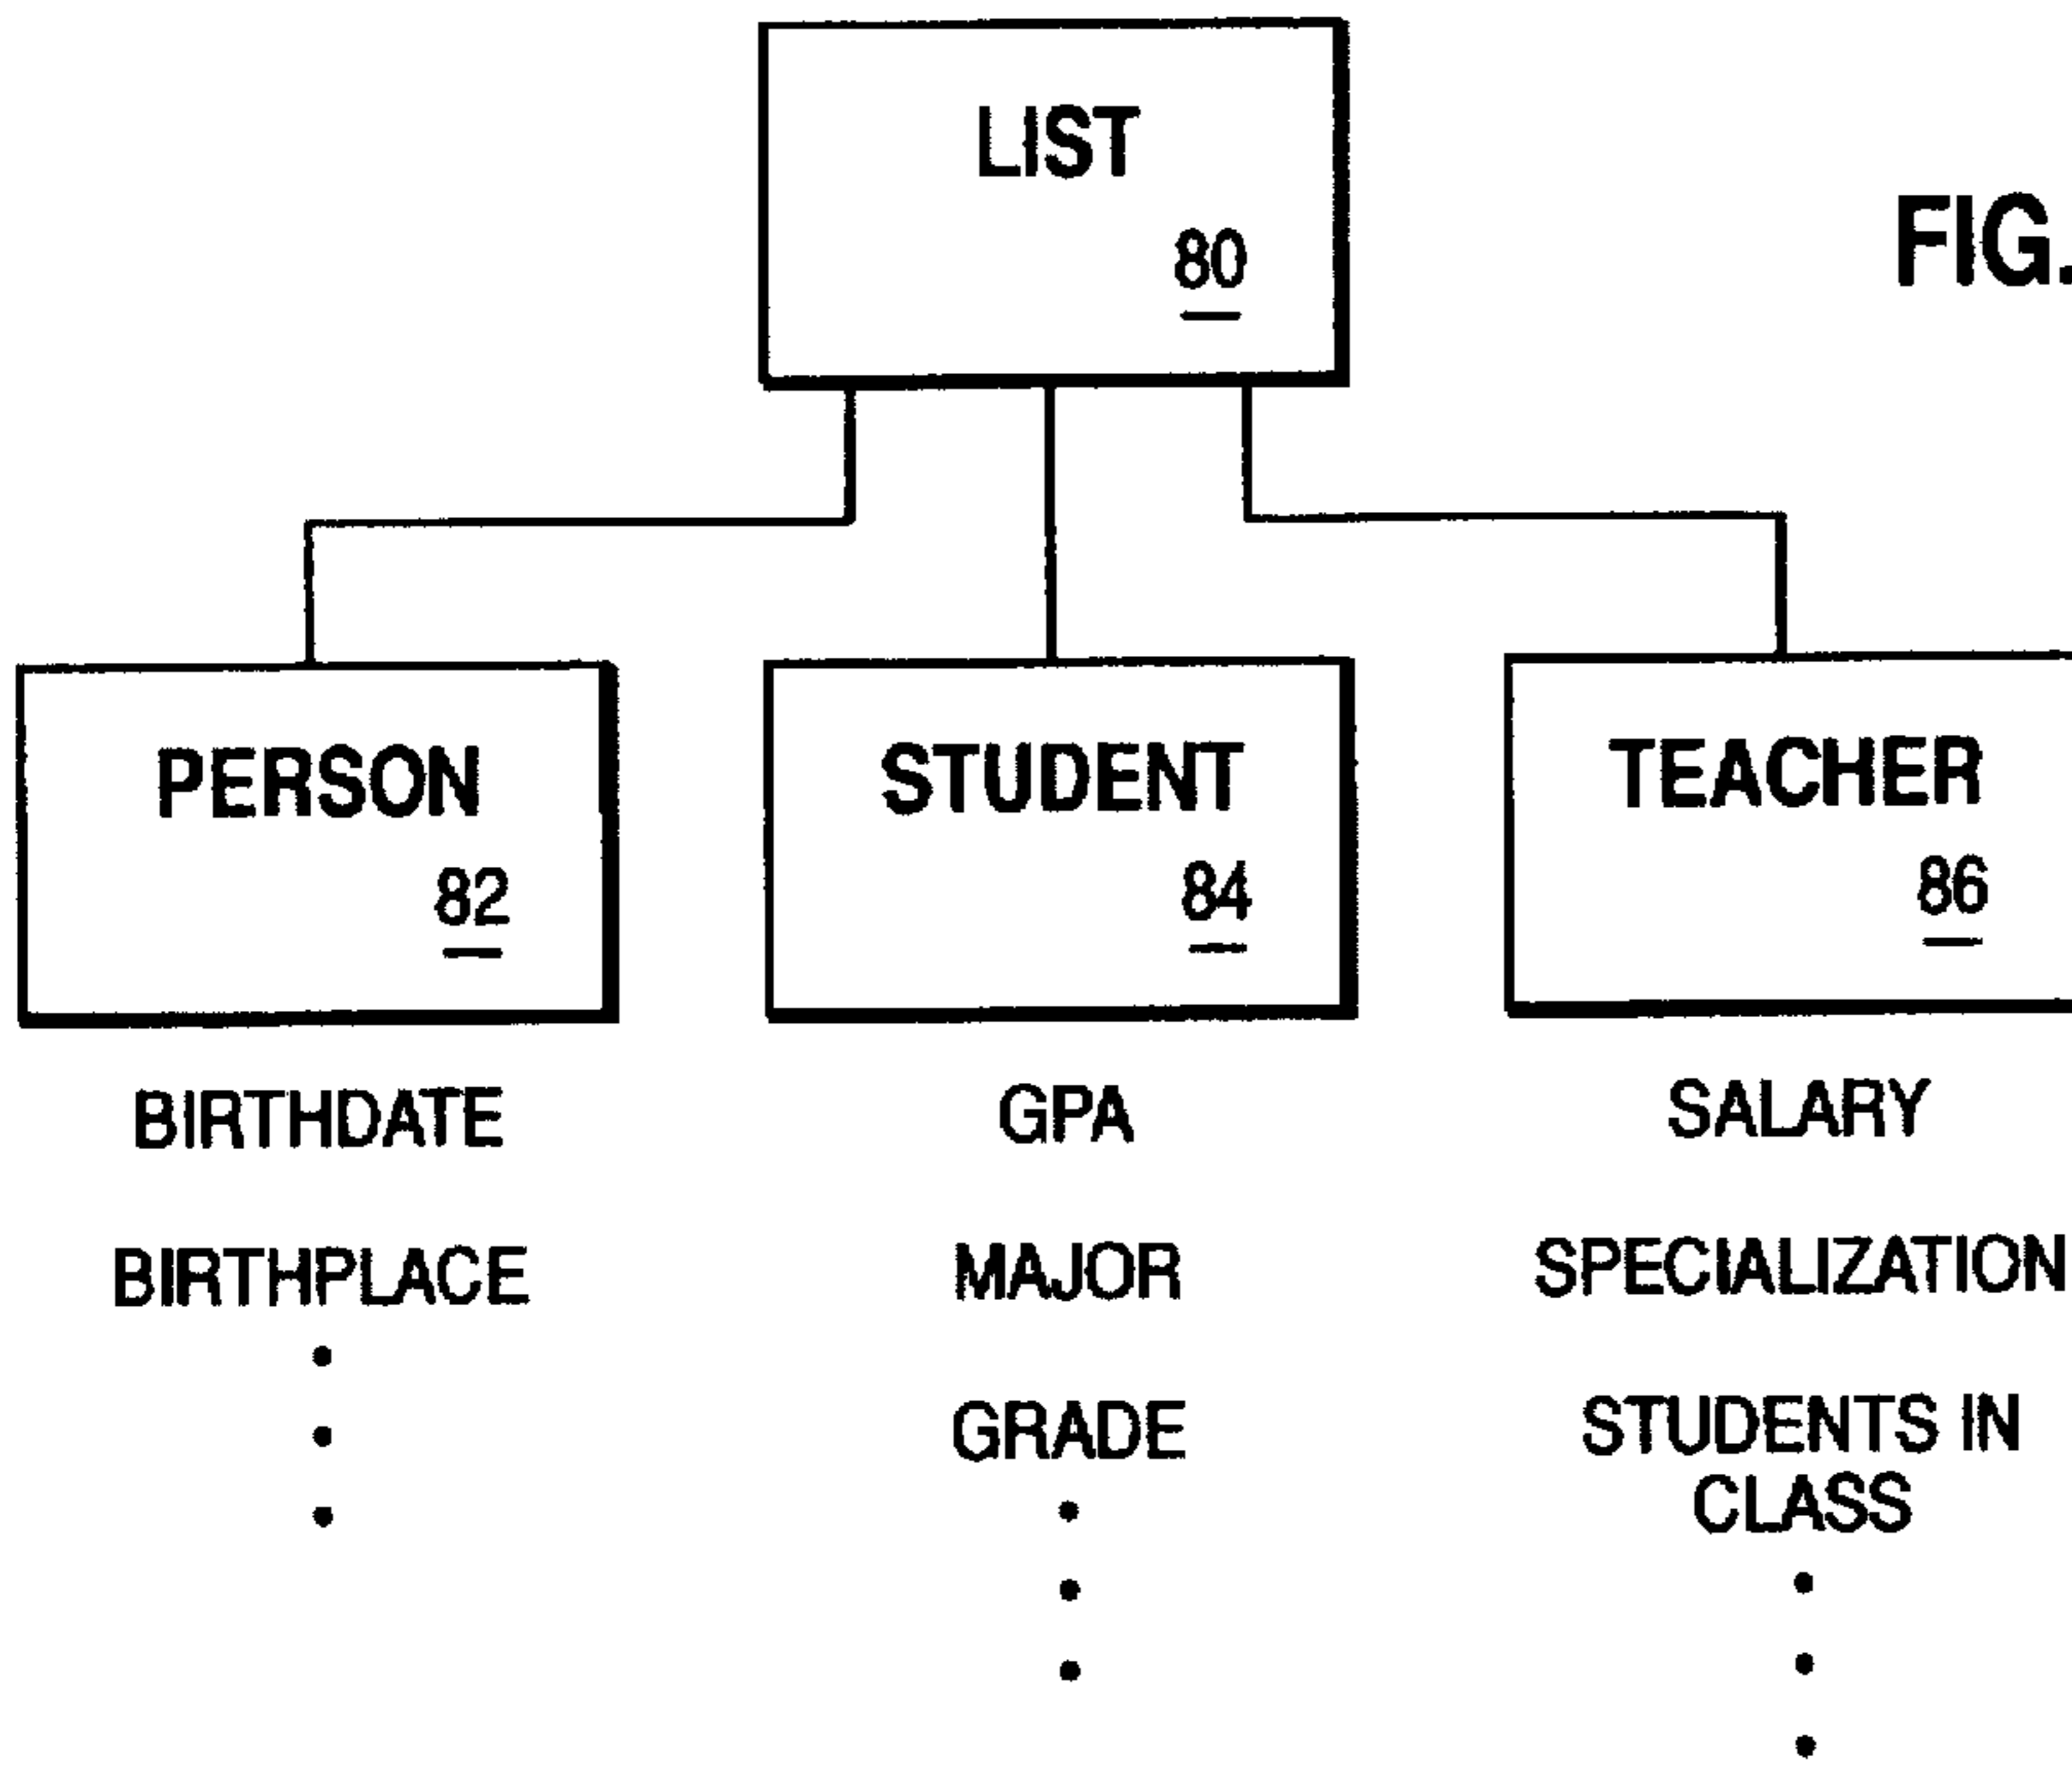 LIST
80
FIG.
PERSON
82
STUDENT
84
TEACHER
86
BIRTHDATE
BIRTHPLACE
GPA
MAJOR
GRADE
SALARY
SPECIALIZATION
STUDENTS IN
CLASS